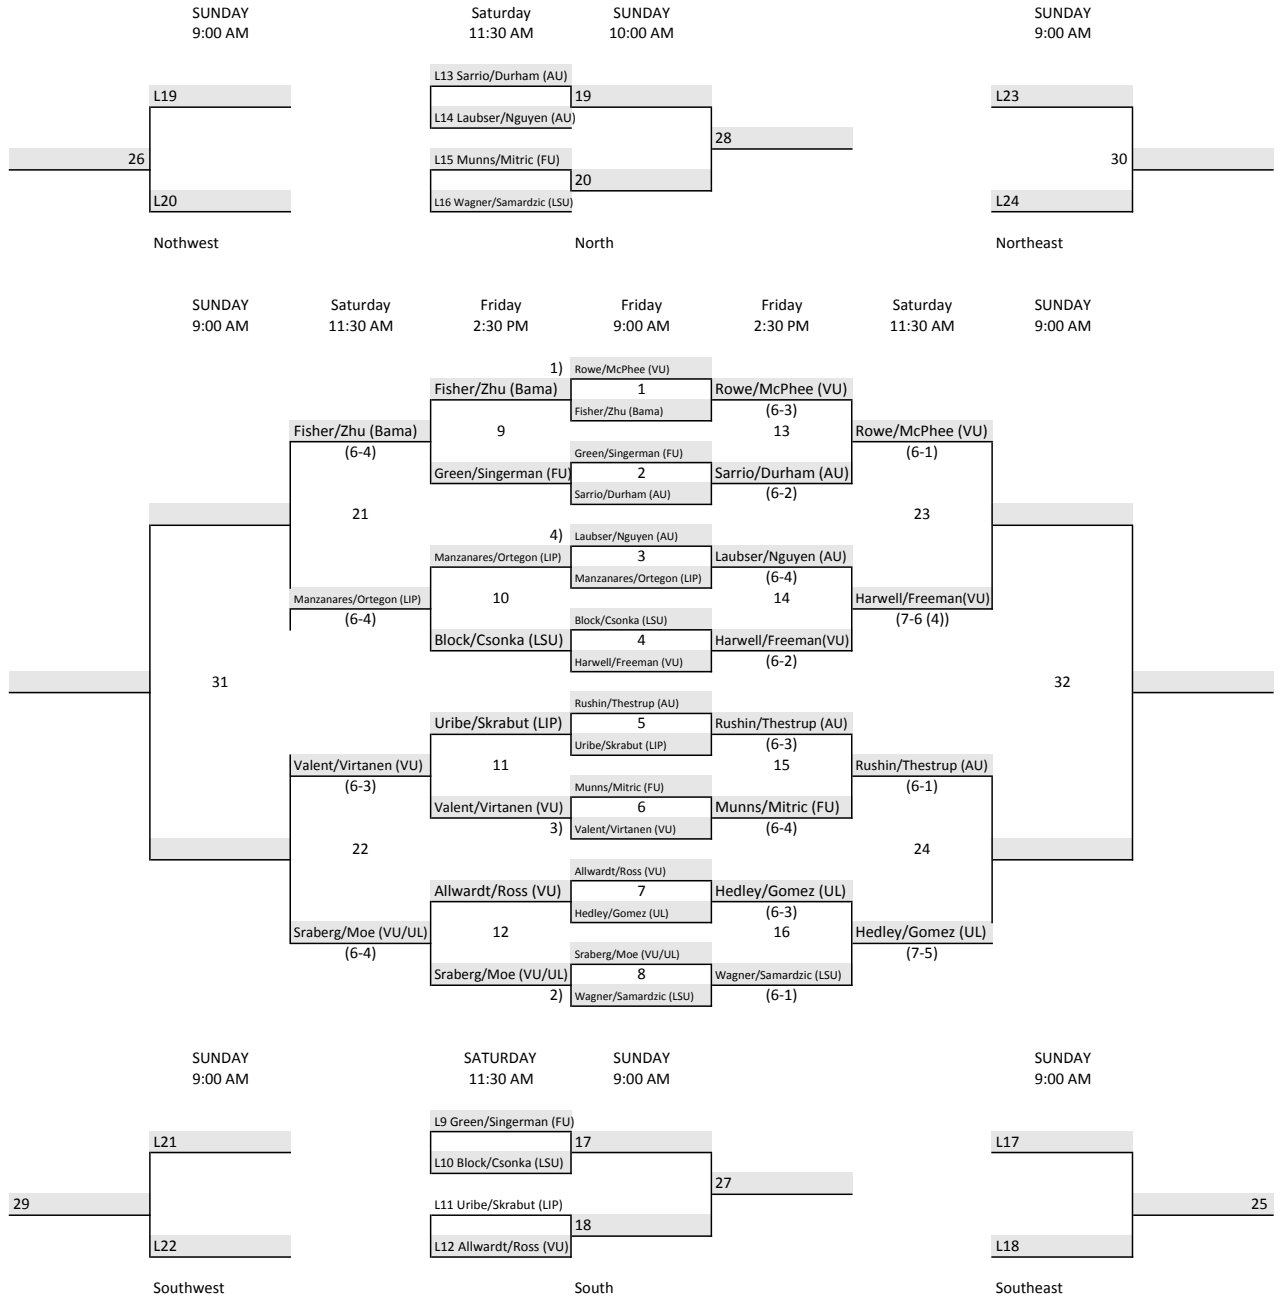 SUNDAY Saturday SUNDAY SUNDAY
9:00 AM 11:30 AM 10:00 AM 9:00 AM
L13 Sarrio/Durham (AU)
L19 19 L23
L14 Laubser/Nguyen (AU)
28
26 L15 Munns/Mitric (FU) 30
20
L20 L16 Wagner/Samardzic (LSU) L24
Nothwest North Northeast
SUNDAY Saturday Friday Friday Friday Saturday SUNDAY
9:00 AM 11:30 AM 2:30 PM 9:00 AM 2:30 PM 11:30 AM 9:00 AM
1) Rowe/McPhee (VU)
Fisher/Zhu (Bama) 1 Rowe/McPhee (VU)
Fisher/Zhu (Bama) (6-3)
Fisher/Zhu (Bama) 9 13 Rowe/McPhee (VU)
(6-4) Green/Singerman (FU) (6-1)
Green/Singerman (FU) 2 Sarrio/Durham (AU)
Sarrio/Durham (AU) (6-2)
21 23
4) Laubser/Nguyen (AU)
Manzanares/Ortegon (LIP) 3 Laubser/Nguyen (AU)
Manzanares/Ortegon (LIP) (6-4)
Manzanares/Ortegon (LIP) 10 14 Harwell/Freeman(VU)
(6-4) Block/Csonka (LSU) (7-6 (4))
Block/Csonka (LSU) 4 Harwell/Freeman(VU)
Harwell/Freeman (VU) (6-2)
31 32
Rushin/Thestrup (AU)
Uribe/Skrabut (LIP) 5 Rushin/Thestrup (AU)
Uribe/Skrabut (LIP) (6-3)
Valent/Virtanen (VU) 11 15 Rushin/Thestrup (AU)
(6-3) Munns/Mitric (FU) (6-1)
Valent/Virtanen (VU) 6 Munns/Mitric (FU)
3) Valent/Virtanen (VU) (6-4)
22 24
Allwardt/Ross (VU)
Allwardt/Ross (VU) 7 Hedley/Gomez (UL)
Hedley/Gomez (UL) (6-3)
Sraberg/Moe (VU/UL) 12 16 Hedley/Gomez (UL)
(6-4) Sraberg/Moe (VU/UL) (7-5)
Sraberg/Moe (VU/UL) 8 Wagner/Samardzic (LSU)
2) Wagner/Samardzic (LSU) (6-1)
SUNDAY SATURDAY SUNDAY SUNDAY
9:00 AM 11:30 AM 9:00 AM 9:00 AM
L9 Green/Singerman (FU)
L21 17 L17
L10 Block/Csonka (LSU)
27
29 L11 Uribe/Skrabut (LIP) 25
18
L22 L12 Allwardt/Ross (VU) L18
Southwest South Southeast